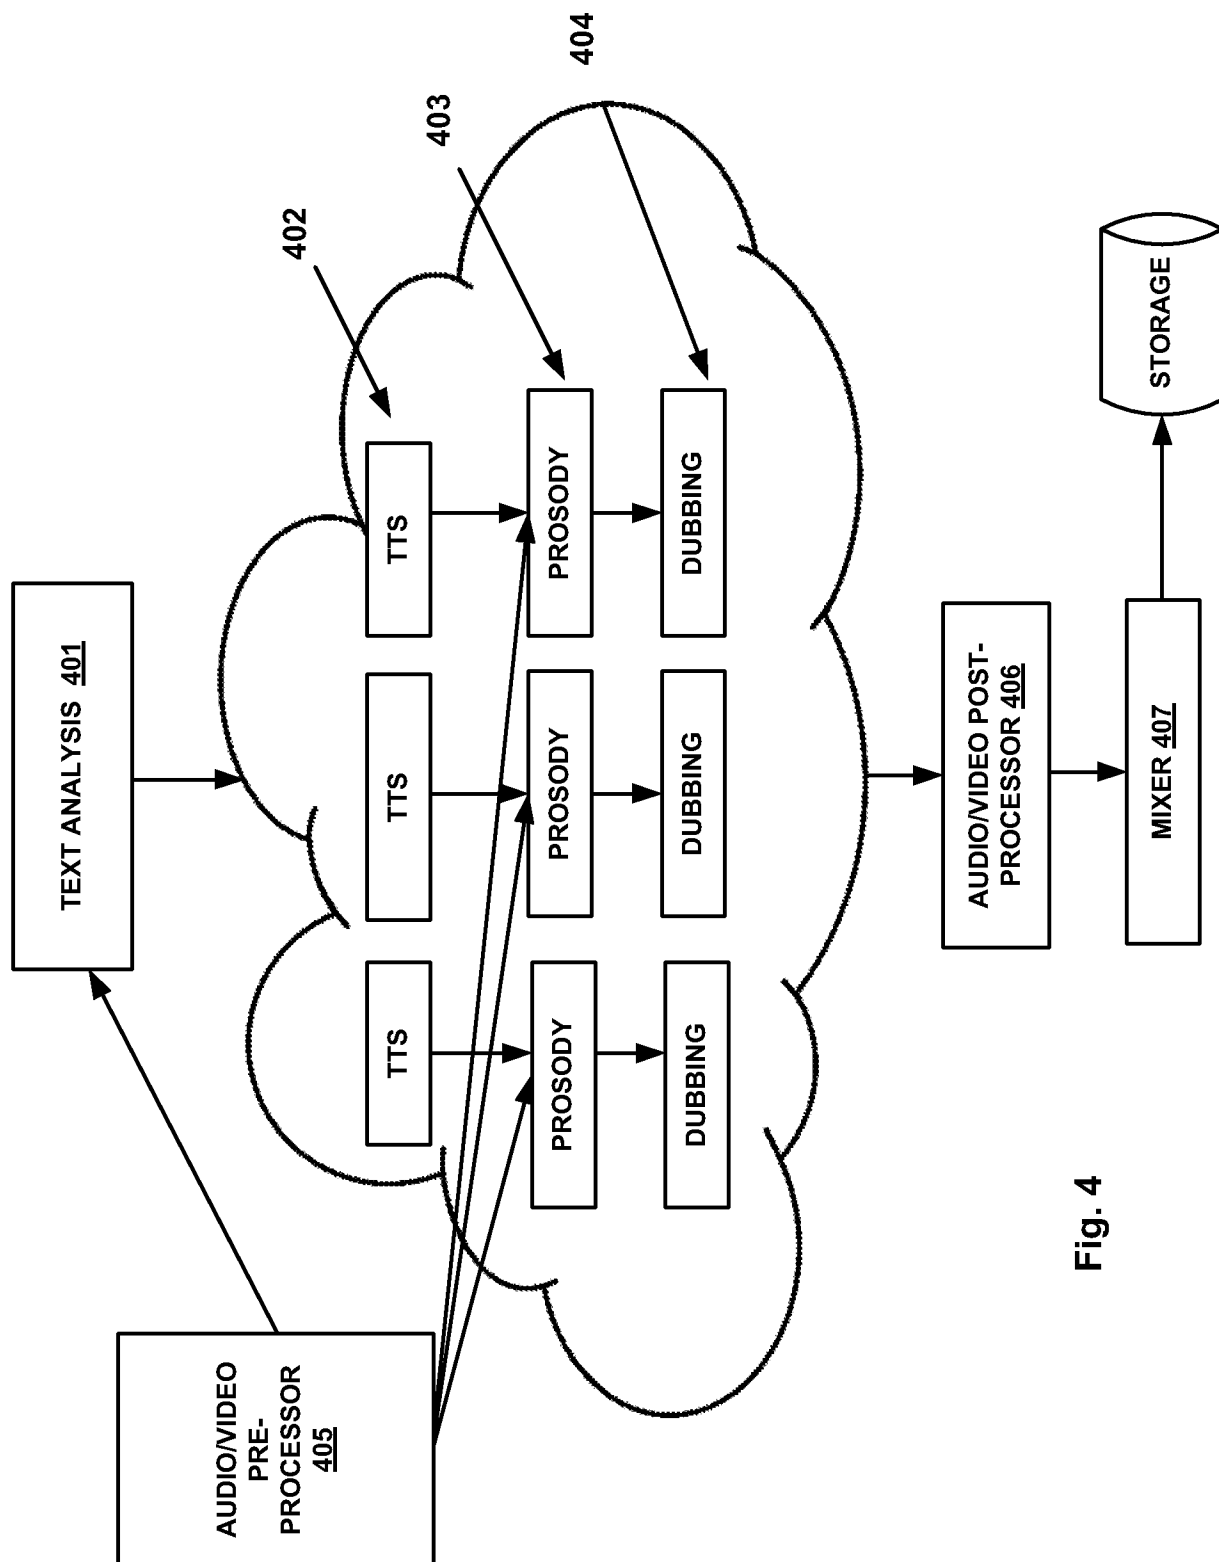 TEXT ANALYSIS 401
AUDIO/VIDEO
PRE-
PROCESSOR
405
402
403
404
TTS
TTS
TTS
PROSODY
PROSODY
PROSODY
DUBBING
DUBBING
DUBBING
AUDIO/VIDEO POST-
PROCESSOR 406
MIXER 407
STORAGE
Fig. 4